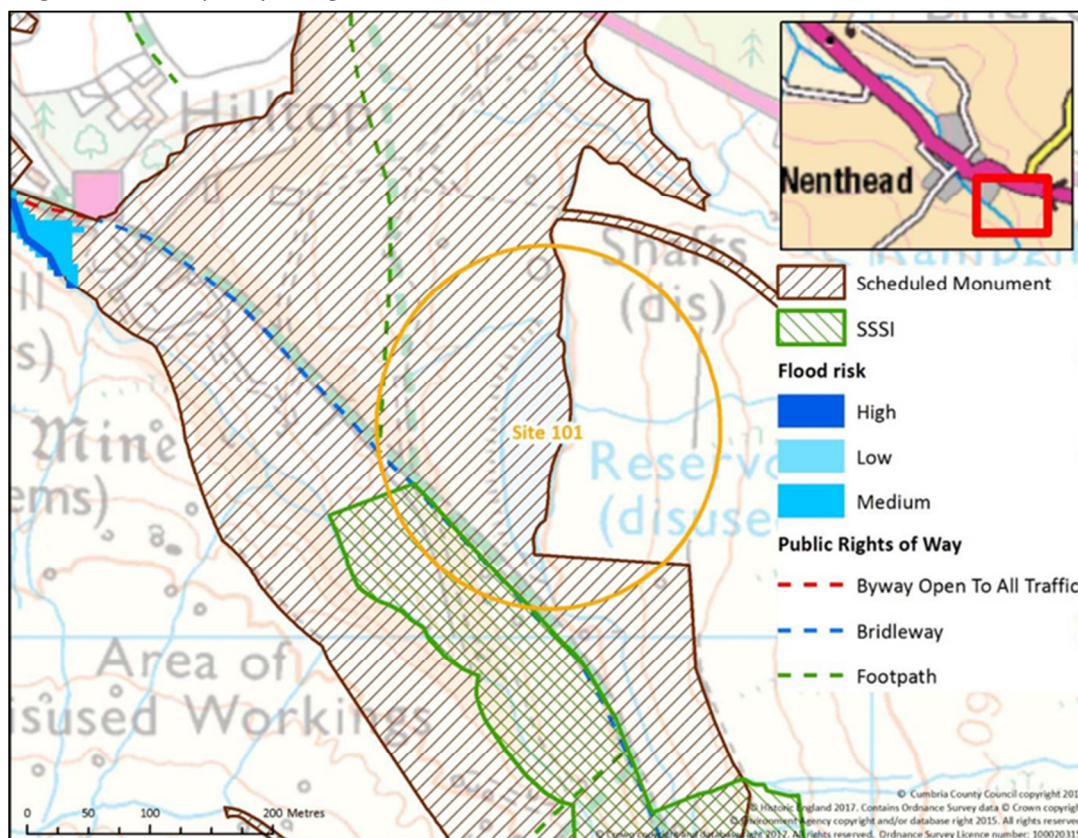 Hilltop
Nenthead
Shafts
(dis)
Scheduled Monument
SSSI
Flood risk
High
Low
Medium
Public Rights of Way
Byway Open To All Traffic
Bridleway
Footpath
Site 101
Mine
Area of
isused Workings
Reservo
(disuse
0 50 100 200 Metres
© Cumbria County Council copyright 201
© Historic England 2017. Contains Ordnance Survey data © Crown copyright
© Environment Agency copyright and/or database right 2015. All rights reserved